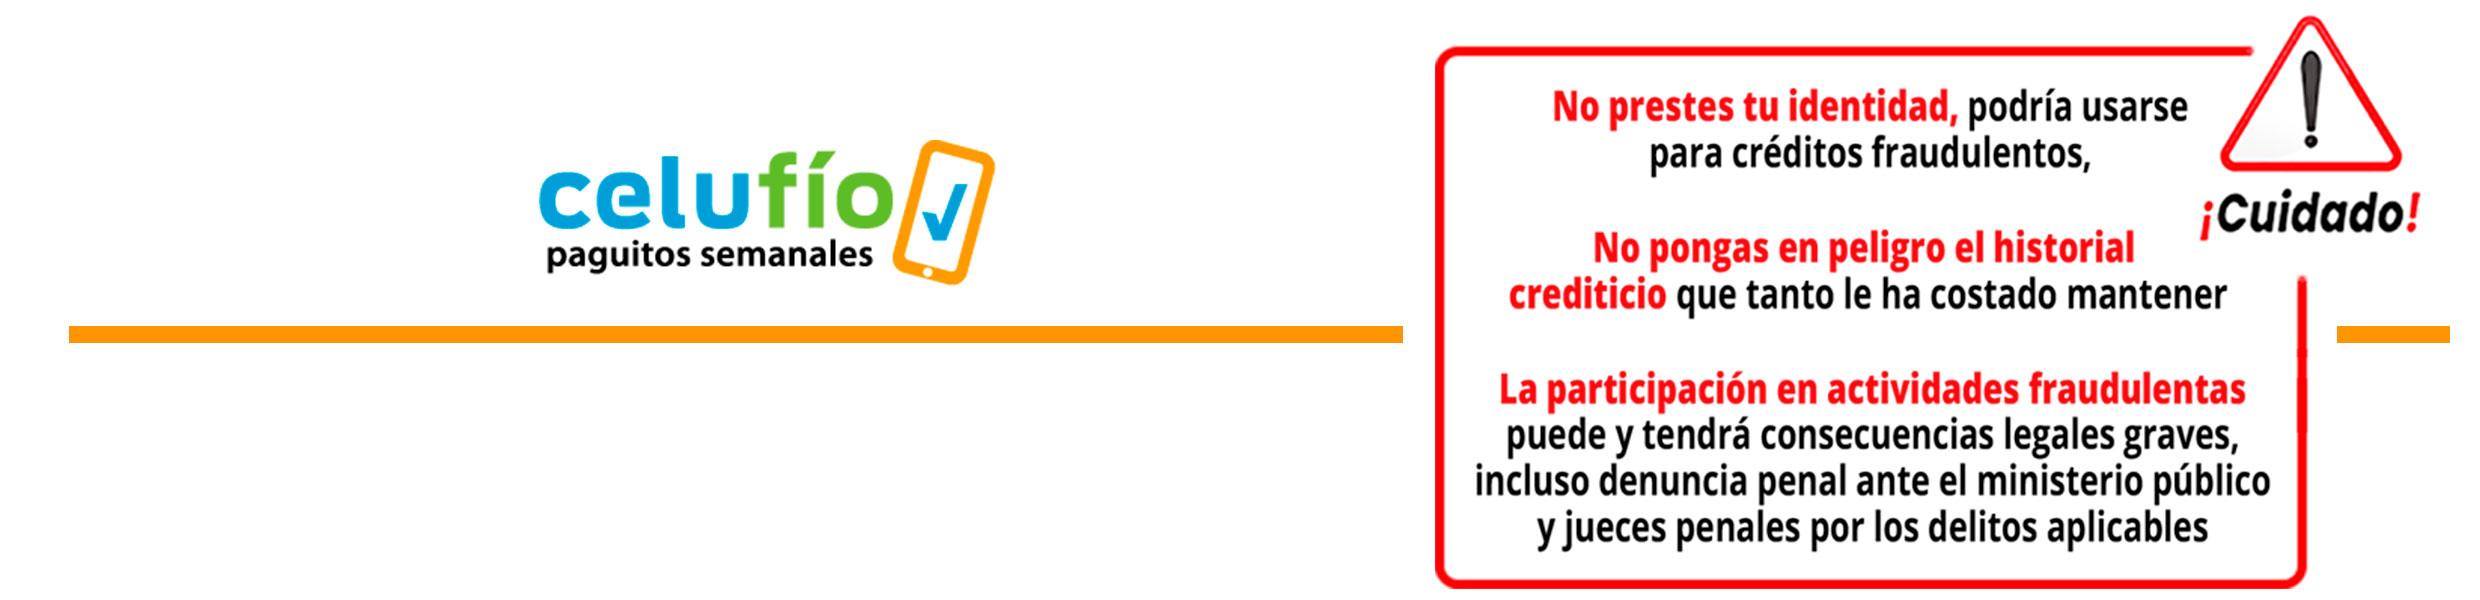 celufío
paguitos semanales
No prestes tu identidad, podría usarse
para créditos fraudulentos,
¡Cuidado!
No pongas en peligro el historial
crediticio que tanto le ha costado mantener
La participación en actividades fraudulentas
puede y tendrá consecuencias legales graves,
incluso denuncia penal ante el ministerio público
y jueces penales por los delitos aplicables